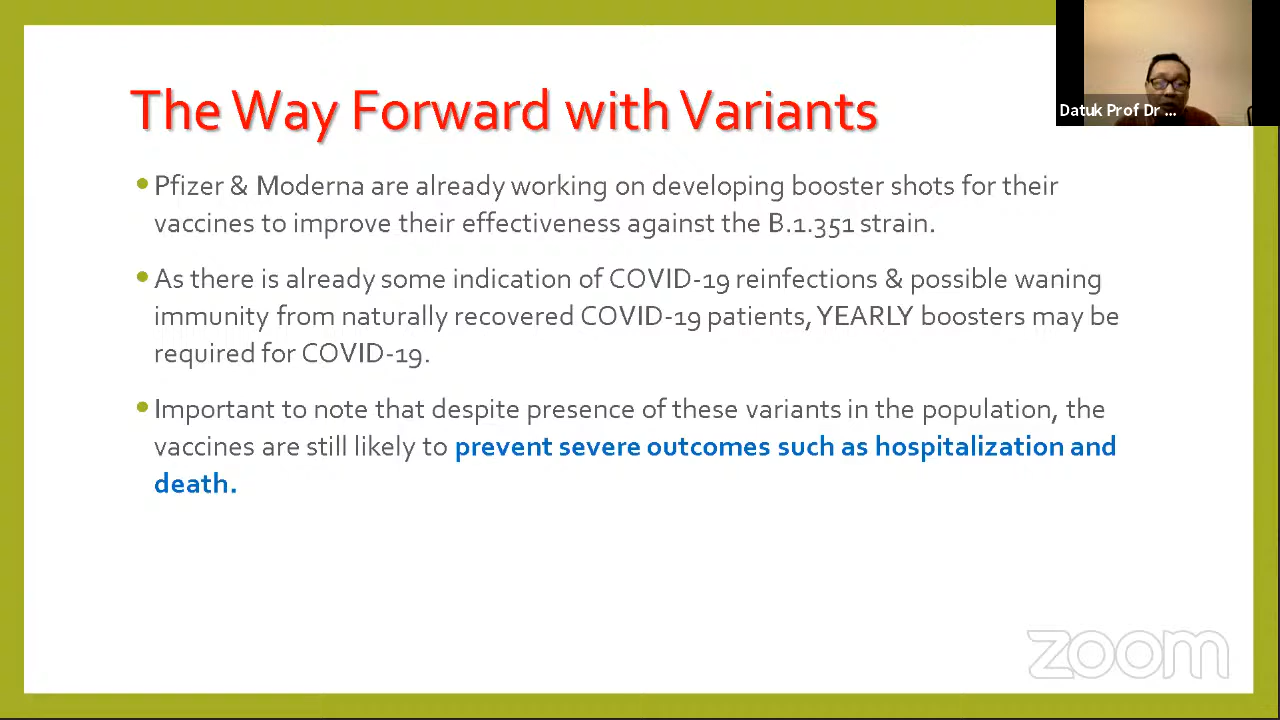 The Way Forward with Variants
Datuk Prof Dr ...
• Pfizer & Moderna are already working on developing booster shots for their
vaccines to improve their effectiveness against the B.1.351 strain.
• As there is already some indication of COVID-19 reinfections & possible waning
immunity from naturally recovered COVID-19 patients, YEARLY boosters may be
required for COVID-19.
• Important to note that despite presence of these variants in the population, the
vaccines are still likely to prevent severe outcomes such as hospitalization and
death.
zoom